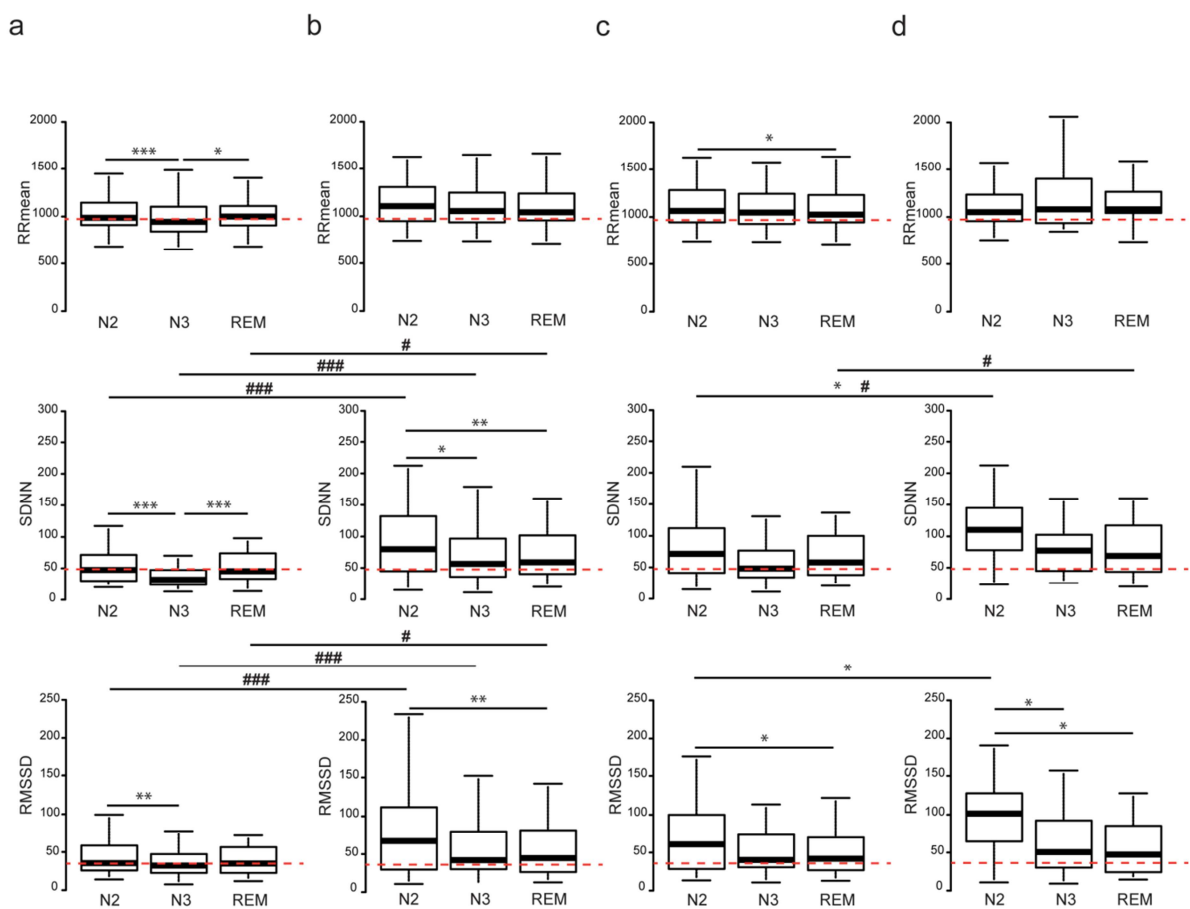 a b c d
2000 2000 2000 2000
*** * *
1500 1500 1500 1500
RRmean RRmean RRmean RRmean
1000 1000 1000 1000
500 500 500 500
0 0 0 0
N2 N3 REM N2 N3 REM N2 N3 REM N2 N3 REM
#
### #
### * #
300 300 300 300
250 250 250 250
**
*
200 200 200 200
SDNN SDNN SDNN SDNN
150 150 150 150
*** ***
100 100 100 100
50 50 50 50
0 0 0 0
N2 N3 REM N2 N3 REM N2 N3 REM N2 N3 REM
#
###
### *
250 250 250 250
** * 
200 200 200 200
* *
RMSSD RMSSD RMSSD RMSSD
150 150 150 150
**
100 100 100 100
50 50 50 50
0 0 0 0
N2 N3 REM N2 N3 REM N2 N3 REM N2 N3 REM